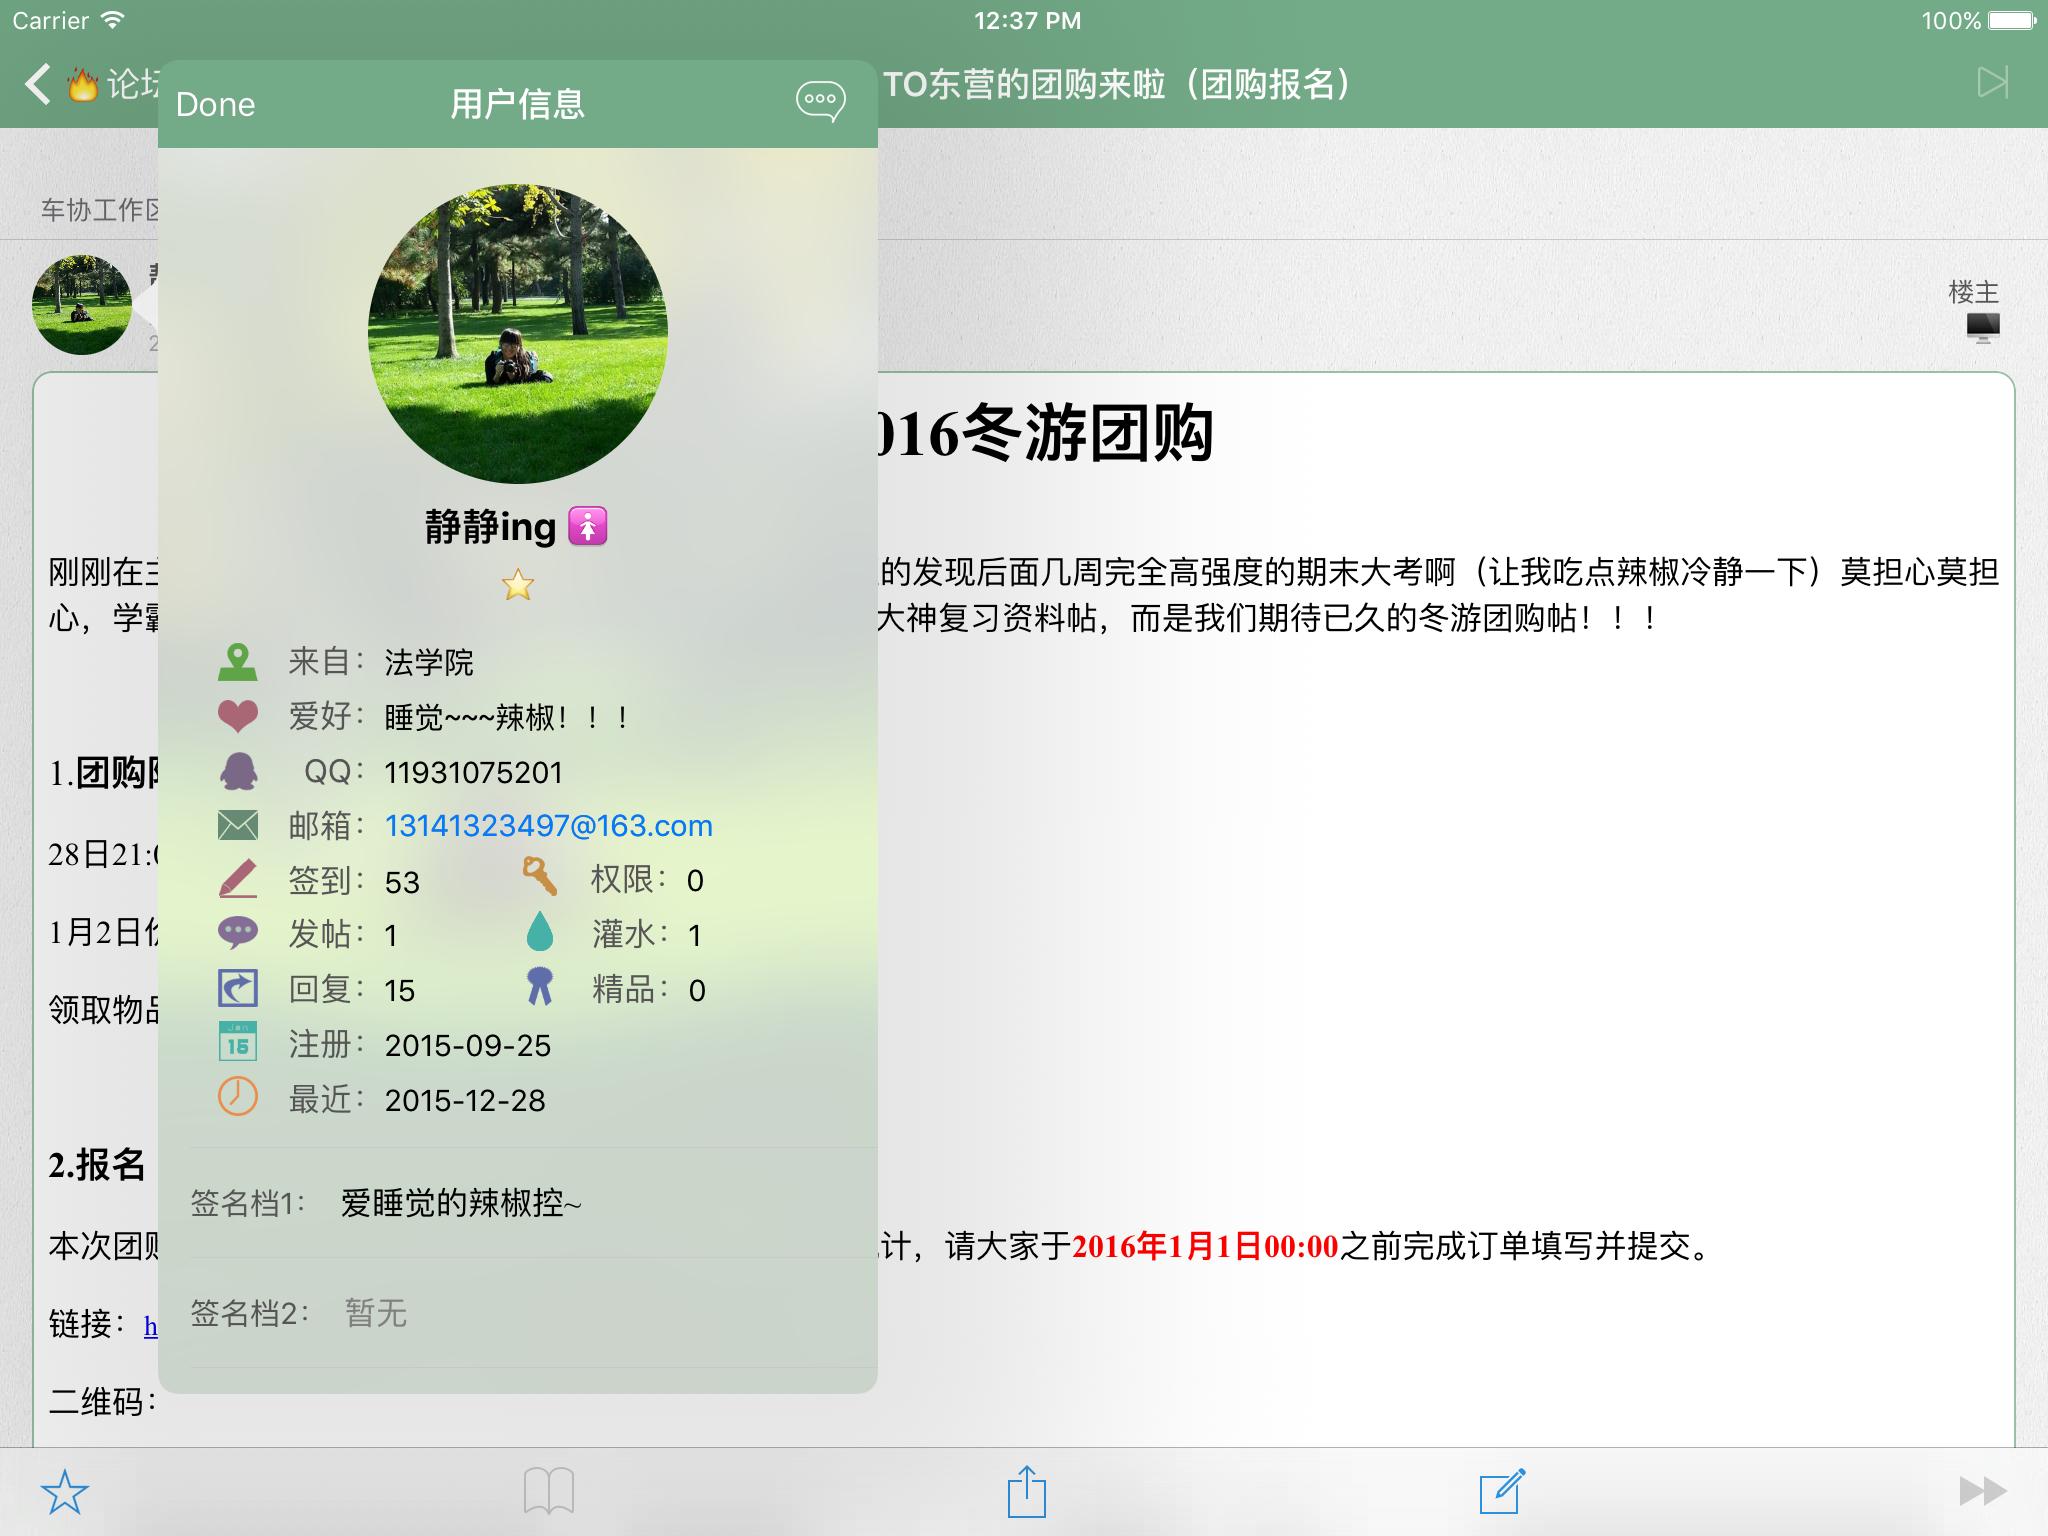 Carrier 12:37 PM 100%
论坛 TO东营的团购来啦（团购报名）
Done 用户信息
车协工作区
楼主
016冬游团购
静静ing
刚刚在 的发现后面几周完全高强度的期末大考啊（让我吃点辣椒冷静一下）莫担心莫担
心，学霸 大神复习资料帖，而是我们期待已久的冬游团购帖！！！
来自： 法学院
爱好： 睡觉~~~辣椒！！！
QQ： 11931075201
邮箱： 13141323497@163.com
签到： 53 权限： 0
发帖： 1 灌水： 1
回复： 15 精品： 0
Jan
15
注册： 2015-09-25
最近： 2015-12-28
签名档1： 爱睡觉的辣椒控~
签名档2： 暂无
1.团购
28日21:0
1月2日
领取物品
2.报名
本次团购 计，请大家于2016年1月1日00:00之前完成订单填写并提交。
链接：h
二维码：